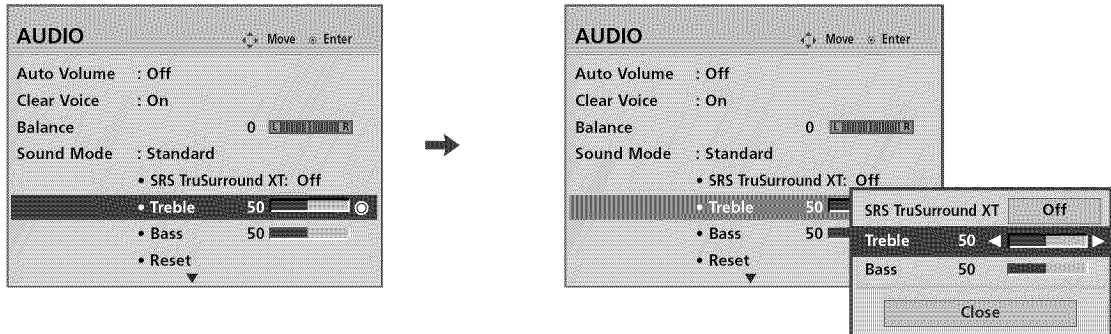 AUDIO Move Enter
Auto Volume : Off
Clear Voice : On
Balance 0 L R
Sound Mode : Standard
• SRS TruSurround XT: Off
• Treble 50
• Bass 50
• Reset
AUDIO Move Enter
Auto Volume : Off
Clear Voice : On
Balance 0 L R
Sound Mode : Standard
• SRS TruSurround XT: Off
• Treble 50
• Bass 50
• Reset
SRS TruSurround XT Off
Treble 50
Bass 50
Close